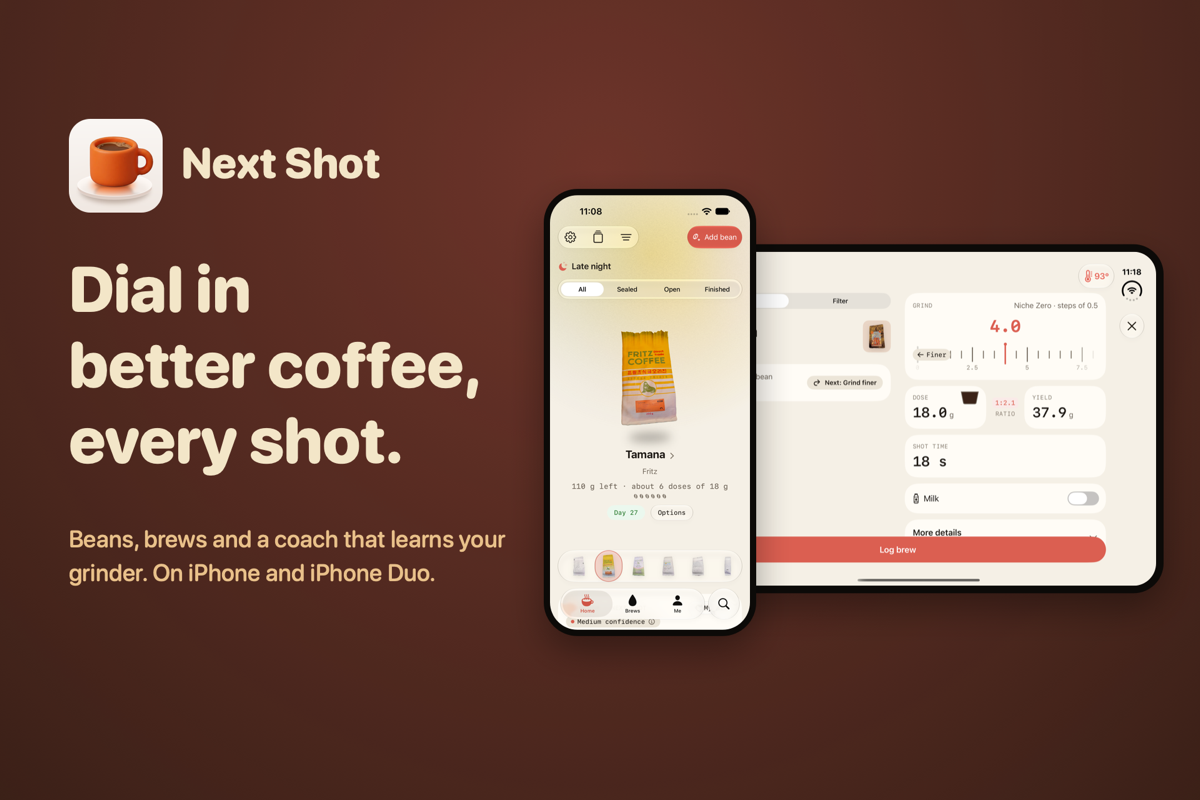 Next Shot
Dial in
better coffee,
every shot.
Beans, brews and a coach that learns your
grinder. On iPhone and iPhone Duo.
11:08
Add bean
Late night
All Sealed Open Finished
FRITZ
COFFEE
Tamana
Fritz
110 g left · about 6 doses of 18 g
Day 27 Options
Home Brews Me
Medium confidence
93°
11:18
Filter
bean
Next: Grind finer
GRIND Niche Zero · steps of 0.5
4.0
Finer
2.5 5 7.5
DOSE
18.0 g
1:2.1
RATIO
YIELD
37.9 g
SHOT TIME
18 s
Milk
More details
Log brew